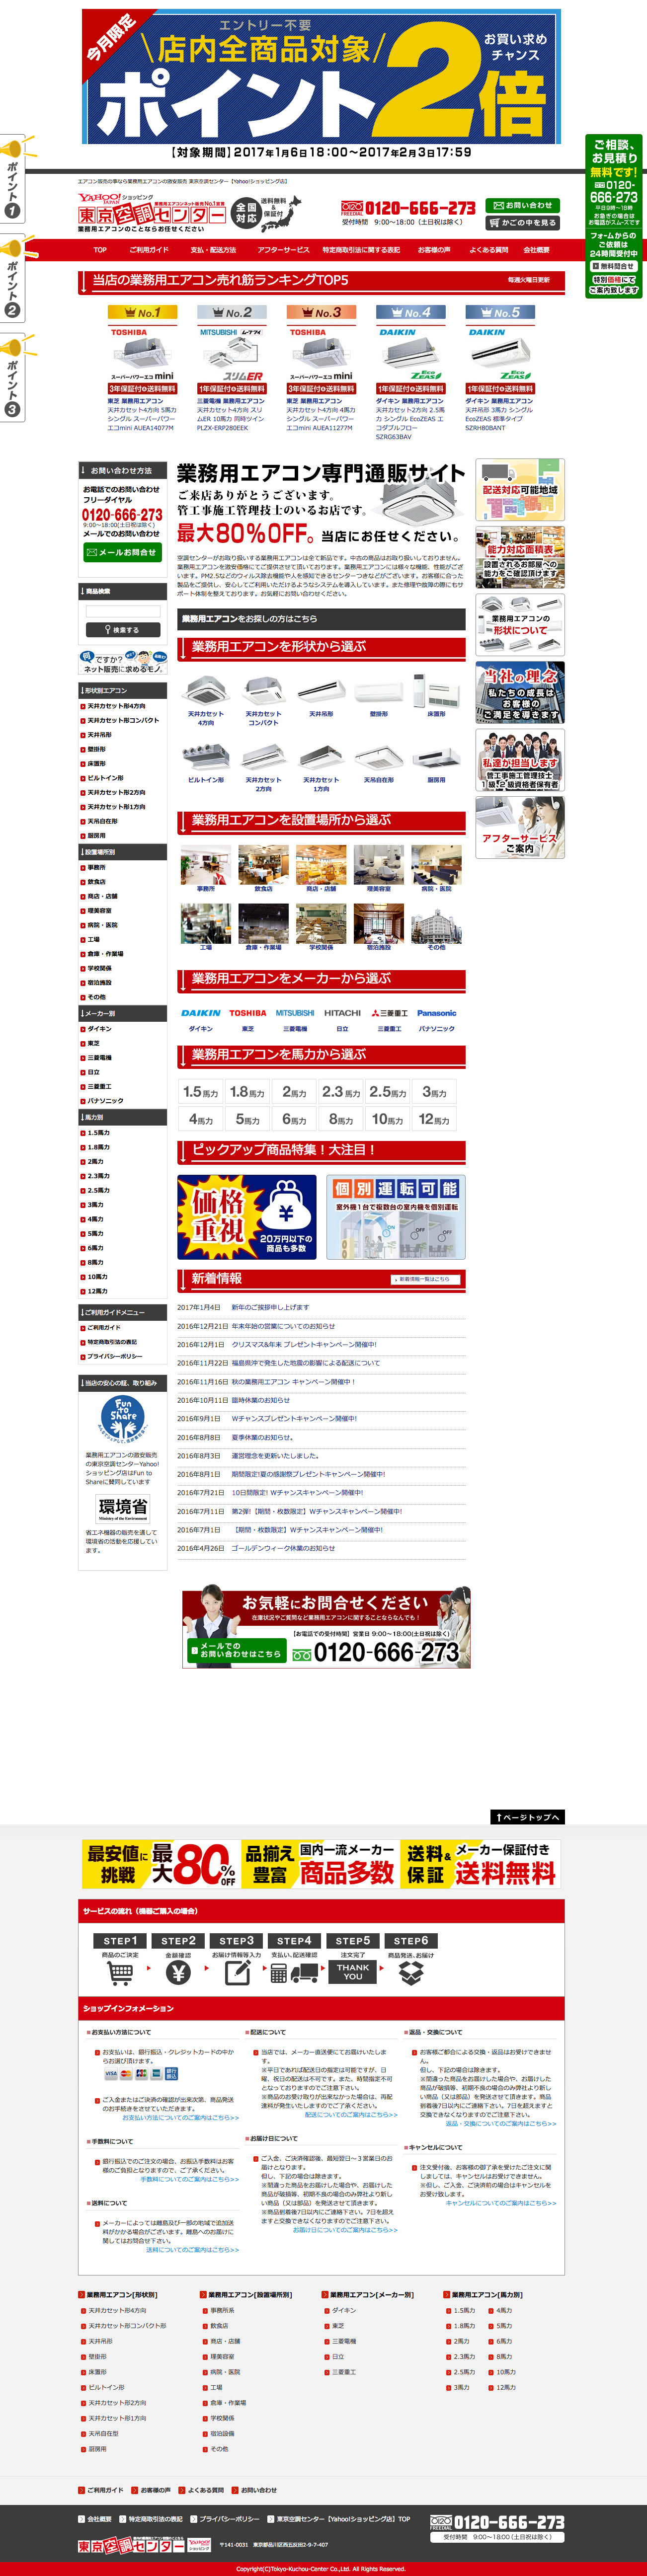 今月限定
エントリー不要
店内全商品対象
ポイント2倍
お買い求めチャンス
【対象期間】2017年1月6日18:00〜2017年2月3日17:59
ポイント1
ポイント2
ポイント3
ご相談、お見積り無料です!
0120-666-273
平日9時〜18時
お急ぎの場合はお電話がスムーズです
フォームからのご依頼は24時間受付中
無料問合せ
特別価格にてご案内致します
エアコン販売の事なら業務用エアコンの激安販売 東京空調センター【Yahoo!ショッピング店】
YAHOO! JAPAN ショッピング
業務用エアコンネット販売No.1宣言
東京空調センター
業務用エアコンのことならお任せください
全国対応
送料無料&保証付
FREEDIAL 0120-666-273
受付時間 9:00〜18:00(土日祝は除く)
お問い合わせ
かごの中を見る
TOP ご利用ガイド 支払・配送方法 アフターサービス 特定商取引法に関する表記 お客様の声 よくある質問 会社概要
当店の業務用エアコン売れ筋ランキングTOP5
毎週火曜日更新
No.1 No.2 No.3 No.4 No.5
TOSHIBA MITSUBISHI ムーブアイ TOSHIBA DAIKIN DAIKIN
スーパーパワーエコmini スリムER スーパーパワーエコmini Eco ZEAS Eco ZEAS
3年保証付&送料無料 1年保証付&送料無料 3年保証付&送料無料 1年保証付&送料無料 1年保証付&送料無料
東芝 業務用エアコン
天井カセット4方向 5馬力 シングル スーパーパワーエコmini AUEA14077M
三菱電機 業務用エアコン
天井カセット4方向 スリムER 10馬力 同時ツイン PLZX-ERP280EEK
東芝 業務用エアコン
天井カセット4方向 4馬力 シングル スーパーパワーエコmini AUEA11277M
ダイキン 業務用エアコン
天井カセット2方向 2.5馬力 シングル EcoZEAS エコダブルフロー SZRG63BAV
ダイキン 業務用エアコン
天井吊形 3馬力 シングル EcoZEAS 標準タイプ SZRH80BANT
お問い合わせ方法
お電話でのお問い合わせ
フリーダイヤル
0120-666-273
9:00〜18:00(土日祝は除く)
メールでのお問い合わせ
メールお問合せ
商品検索
検索する
何ですか?
ネット販売に求めるモノ。
形状別エアコン
天井カセット形4方向
天井カセット形コンパクト
天井吊形
壁掛形
床置形
ビルトイン形
天井カセット形2方向
天井カセット形1方向
天吊自在形
厨房用
設置場所別
事務所
飲食店
商店・店舗
理美容室
病院・医院
工場
倉庫・作業場
学校関係
宿泊施設
その他
メーカー別
ダイキン
東芝
三菱電機
日立
三菱重工
パナソニック
馬力別
1.5馬力
1.8馬力
2馬力
2.3馬力
2.5馬力
3馬力
4馬力
5馬力
6馬力
8馬力
10馬力
12馬力
ご利用ガイドメニュー
ご利用ガイド
特定商取引法の表記
プライバシーポリシー
当店の安心の証、取り組み
Fun to Share
業務用エアコンの激安販売の東京空調センターYahoo!ショッピング店はFun to Shareに賛同しています
環境省
Ministry of the Environment
省エネ機器の販売を通して環境省の活動を応援しています。
業務用エアコン専門通販サイト
ご来店ありがとうございます。
管工事施工管理技士のいるお店です。
最大80%OFF。当店にお任せください。
空調センターがお取り扱いする業務用エアコンは全て新品です。中古の商品はお取り扱いしておりません。
業務用エアコンを激安価格にてご提供させて頂いております。業務用エアコンには様々な機能、性能がございます。PM2.5などのウィルス除去機能や人を感知できるセンターつきなどがございます。お客様に合った製品をご提供し、安心してご利用いただけるようなシステムを導入しています。また修理や故障の際にもサポート体制を整えております。お気軽にお問い合わせください。
業務用エアコンをお探しの方はこちら
業務用エアコンを形状から選ぶ
天井カセット4方向 天井カセットコンパクト 天井吊形 壁掛形 床置形
ビルトイン形 天井カセット2方向 天井カセット1方向 天吊自在形 厨房用
業務用エアコンを設置場所から選ぶ
事務所 飲食店 商店・店舗 理美容室 病院・医院
工場 倉庫・作業場 学校関係 宿泊施設 その他
業務用エアコンをメーカーから選ぶ
DAIKIN TOSHIBA MITSUBISHI HITACHI 三菱重工 Panasonic
ダイキン 東芝 三菱電機 日立 三菱重工 パナソニック
業務用エアコンを馬力から選ぶ
1.5馬力 1.8馬力 2馬力 2.3馬力 2.5馬力 3馬力
4馬力 5馬力 6馬力 8馬力 10馬力 12馬力
ピックアップ商品特集!大注目!
価格重視
20万円以下の商品も多数
個別運転可能
室外機1台で複数台の室内機を個別運転
OFF OFF
新着情報
新着情報一覧はこちら
2017年1月4日 新年のご挨拶申し上げます
2016年12月21日 年末年始の営業についてのお知らせ
2016年12月1日 クリスマス&年末 プレゼントキャンペーン開催中!
2016年11月22日 福島県沖で発生した地震の影響による配送について
2016年11月16日 秋の業務用エアコン キャンペーン開催中!
2016年10月11日 臨時休業のお知らせ
2016年9月1日 Wチャンスプレゼントキャンペーン開催中!
2016年8月8日 夏季休業のお知らせ。
2016年8月3日 運営理念を更新いたしました。
2016年8月1日 期間限定!夏の感謝祭プレゼントキャンペーン開催中!
2016年7月21日 10日間限定! Wチャンスキャンペーン開催中!
2016年7月11日 第2弾!【期間・枚数限定】Wチャンスキャンペーン開催中!
2016年7月1日 【期間・枚数限定】Wチャンスキャンペーン開催中!
2016年4月26日 ゴールデンウィーク休業のお知らせ
配送対応可能地域
能力対応面積表
設置されるお部屋への能力をご確認頂けます
業務用エアコンの形状について
当社の理念
私たちの成長はお客様のご満足を導きます
私達が担当します
管工事施工管理技士1級、2級資格者保有者
アフターサービスご案内
お気軽にお問合せください
在庫状況やご質問など業務用エアコンに関することならなんでも!
メールでのお問い合わせはこちら
【お電話での受付時間】営業日 9:00〜18:00(土日祝は除く)
0120-666-273
ページトップへ
最安値に挑戦 最大80%OFF
品揃え豊富 国内一流メーカー商品多数
送料&保証 メーカー保証付き送料無料
サービスの流れ(機器ご購入の場合)
STEP1 STEP2 STEP3 STEP4 STEP5 STEP6
商品のご決定 金額確認 お届け情報等入力 支払い、配送確認 注文完了 商品発送、お届け
THANK YOU
ショップインフォメーション
お支払い方法について
お支払いは、銀行振込・クレジットカードの中からお選び頂けます。
VISA 銀行振込
ご入金またはご決済の確認が出来次第、商品発送のお手続きをさせていただきます。
お支払い方法についてのご案内はこちら>>
手数料について
銀行振込でのご注文の場合、お振込手数料はお客様のご負担となりますので、ご了承ください。
手数料についてのご案内はこちら>>
送料について
メーカーによっては離島及び一部の地域で追加送料がかかる場合がございます。離島へのお届けに関してはお問合せ下さい。
送料についてのご案内はこちら>>
配送について
当店では、メーカー直送便にてお届けいたします。
※平日であれば配送日の指定は可能ですが、日曜、祝日の配送は不可です。また、時間指定不可となっておりますのでご注意下さい。
※商品のお受け取りが出来なかった場合は、再配達料が発生いたしますのでご了承ください。
配送についてのご案内はこちら>>
お届け日について
ご入金、ご決済確認後、最短翌日〜3営業日のお届けとなります。
但し、下記の場合は除きます。
※間違った商品をお届けした場合や、お届けした商品が破損等、初期不良の場合のみ弊社より新しい商品(又は部品)を発送させて頂きます。
※商品到着後7日以内にご連絡下さい。7日を超えますと交換できなくなりますのでご注意下さい。
お届け日についてのご案内はこちら>>
返品・交換について
お客様ご都合による交換・返品はお受けできません。
但し、下記の場合は除きます。
※間違った商品をお届けした場合や、お届けした商品が破損等、初期不良の場合のみ弊社より新しい商品(又は部品)を発送させて頂きます。商品到着後7日以内にご連絡下さい。7日を超えますと交換できなくなりますのでご注意下さい。
返品・交換についてのご案内はこちら>>
キャンセルについて
注文受付後、お客様の御了承を受けたご注文に関しましては、キャンセルはお受けできません。
※但し、ご入金、ご決済前の場合はキャンセルをお受け致します。
キャンセルについてのご案内はこちら>>
業務用エアコン[形状別]
天井カセット形4方向
天井カセット形コンパクト形
天井吊形
壁掛形
床置形
ビルトイン形
天井カセット形2方向
天井カセット形1方向
天吊自在型
厨房用
業務用エアコン[設置場所別]
事務所系
飲食店
商店・店舗
理美容室
病院・医院
工場
倉庫・作業場
学校関係
宿泊設備
その他
業務用エアコン[メーカー別]
ダイキン
東芝
三菱電機
日立
三菱重工
業務用エアコン[馬力別]
1.5馬力 4馬力
1.8馬力 5馬力
2馬力 6馬力
2.3馬力 8馬力
2.5馬力 10馬力
3馬力 12馬力
ご利用ガイド お客様の声 よくある質問 お問い合わせ
会社概要 特定商取引法の表記 プライバシーポリシー 東京空調センター【Yahoo!ショッピング店】TOP
FREEDIAL 0120-666-273
受付時間 9:00〜18:00(土日祝は除く)
東京空調センター
YAHOO! JAPAN ショッピング
〒141-0031 東京都品川区西五反田2-9-7-407
Copyright(C)Tokyo-Kuchou-Center Co.,Ltd. All Rights Reserved.